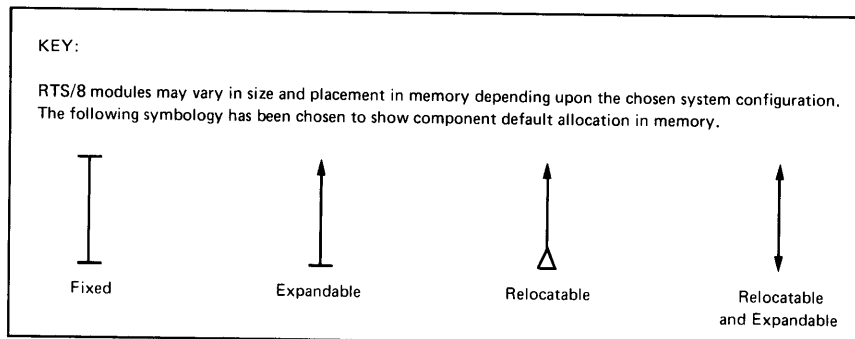 KEY:
RTS/8 modules may vary in size and placement in memory depending upon the chosen system configuration.
The following symbology has been chosen to show component default allocation in memory.
Fixed
Expandable
Relocatable
Relocatable
and Expandable